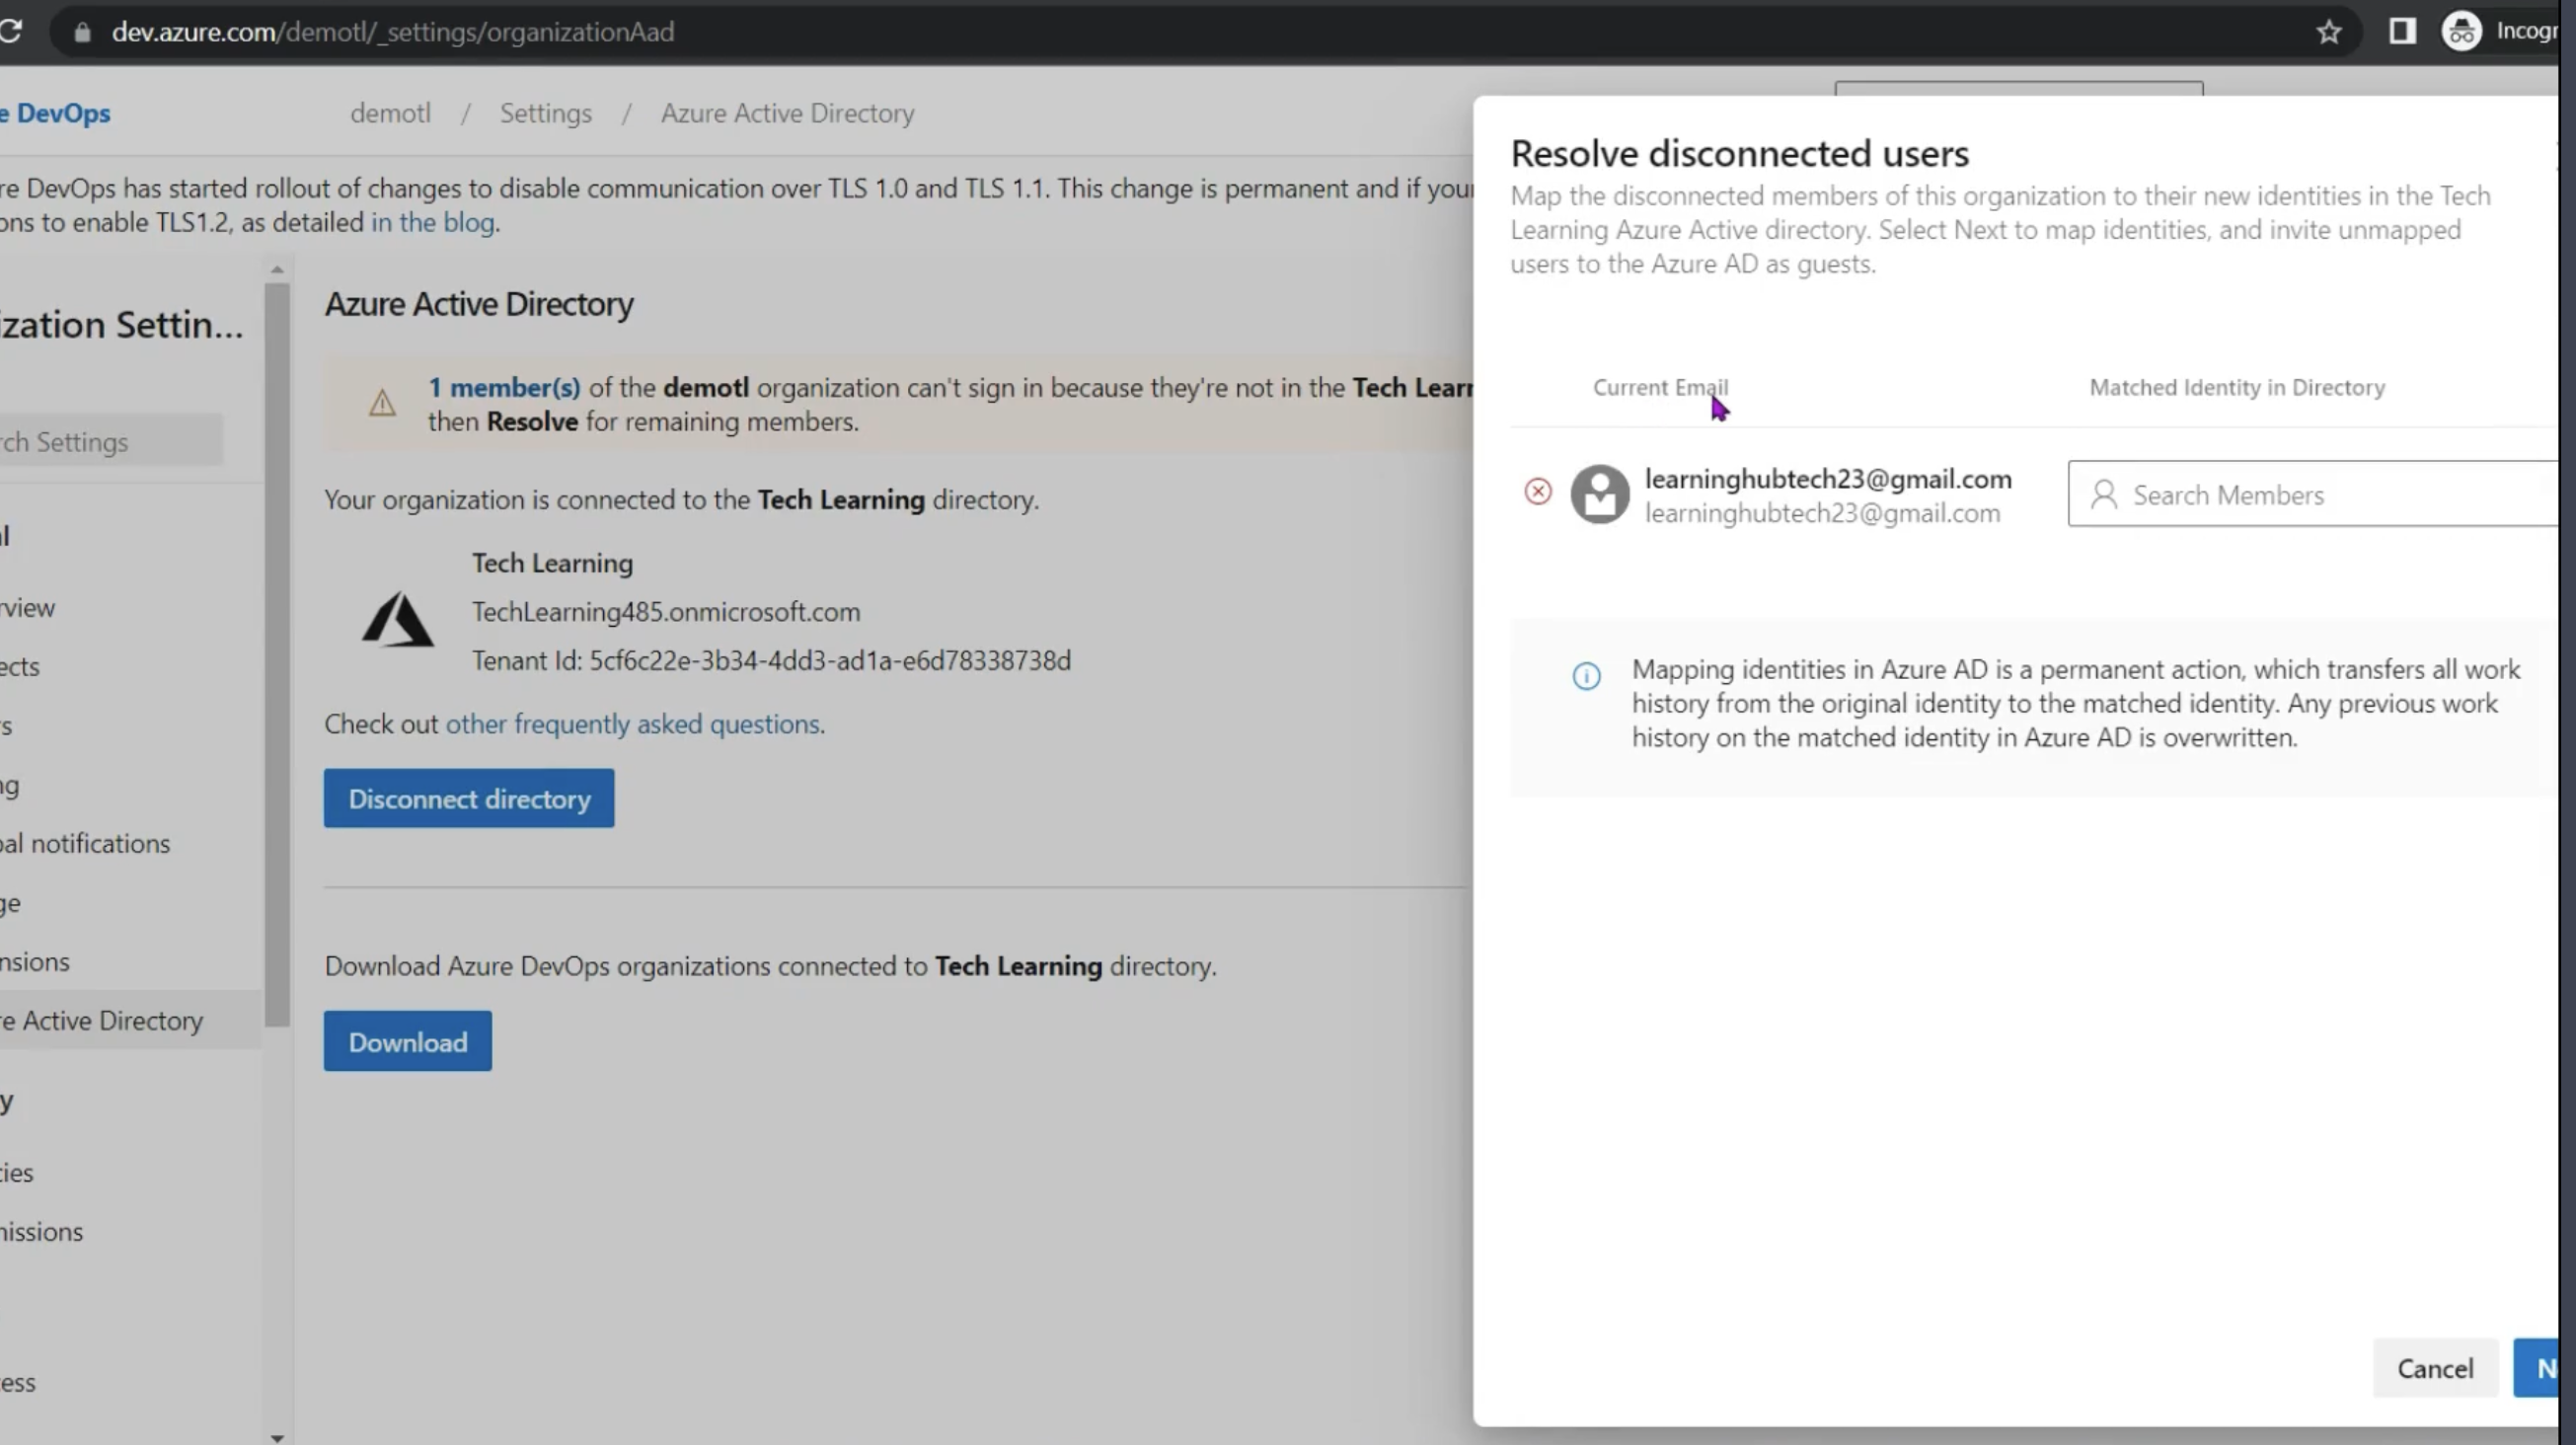 dev.azure.com/demotl/_settings/organizationAad
Incogn
e DevOps
demotl / Settings / Azure Active Directory
re DevOps has started rollout of changes to disable communication over TLS 1.0 and TLS 1.1. This change is permanent and if your
ons to enable TLS1.2, as detailed in the blog.
ization Settin...
rch Settings
l
rview
ects
s
ng
bal notifications
ge
nsions
re Active Directory
y
cies
nissions
cess
Azure Active Directory
1 member(s) of the demotl organization can't sign in because they're not in the Tech Learn
then Resolve for remaining members.
Your organization is connected to the Tech Learning directory.
Tech Learning
TechLearning485.onmicrosoft.com
Tenant Id: 5cf6c22e-3b34-4dd3-ad1a-e6d78338738d
Check out other frequently asked questions.
Disconnect directory
Download Azure DevOps organizations connected to Tech Learning directory.
Download
Resolve disconnected users
Map the disconnected members of this organization to their new identities in the Tech
Learning Azure Active directory. Select Next to map identities, and invite unmapped
users to the Azure AD as guests.
Current Email
Matched Identity in Directory
learninghubtech23@gmail.com
learninghubtech23@gmail.com
Search Members
Mapping identities in Azure AD is a permanent action, which transfers all work
history from the original identity to the matched identity. Any previous work
history on the matched identity in Azure AD is overwritten.
Cancel
N